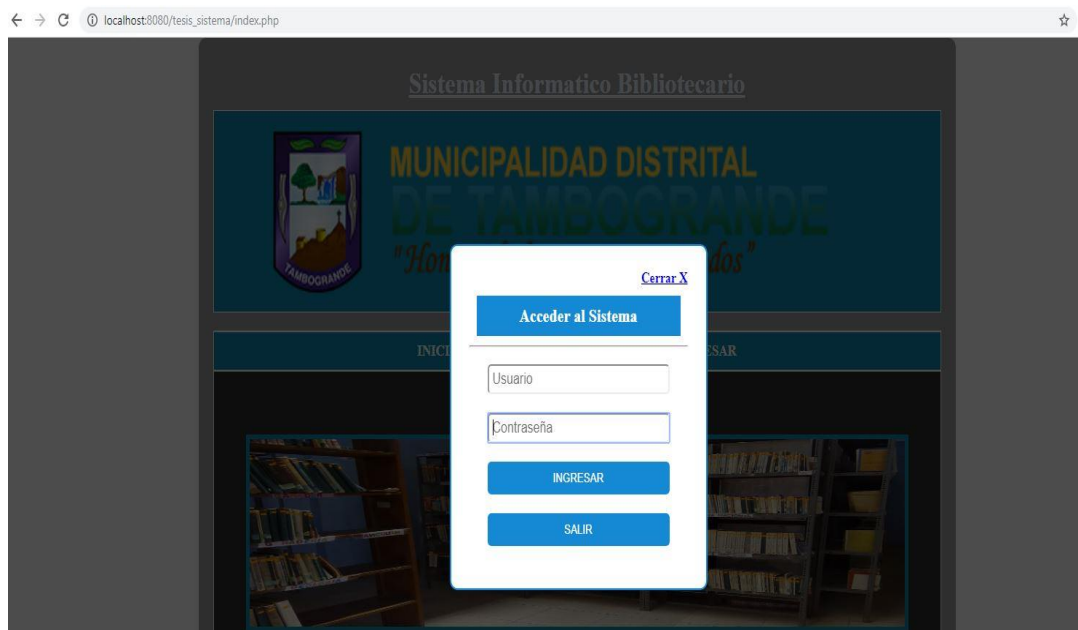 localhost:8080/tesis_sistema/index.php
Sistema Informatico Bibliotecario
MUNICIPALIDAD DISTRITAL
DE TAMBOGRANDE
TAMBOGRANDE
Cerrar X
Acceder al Sistema
Usuario
Contraseña
INGRESAR
SALIR